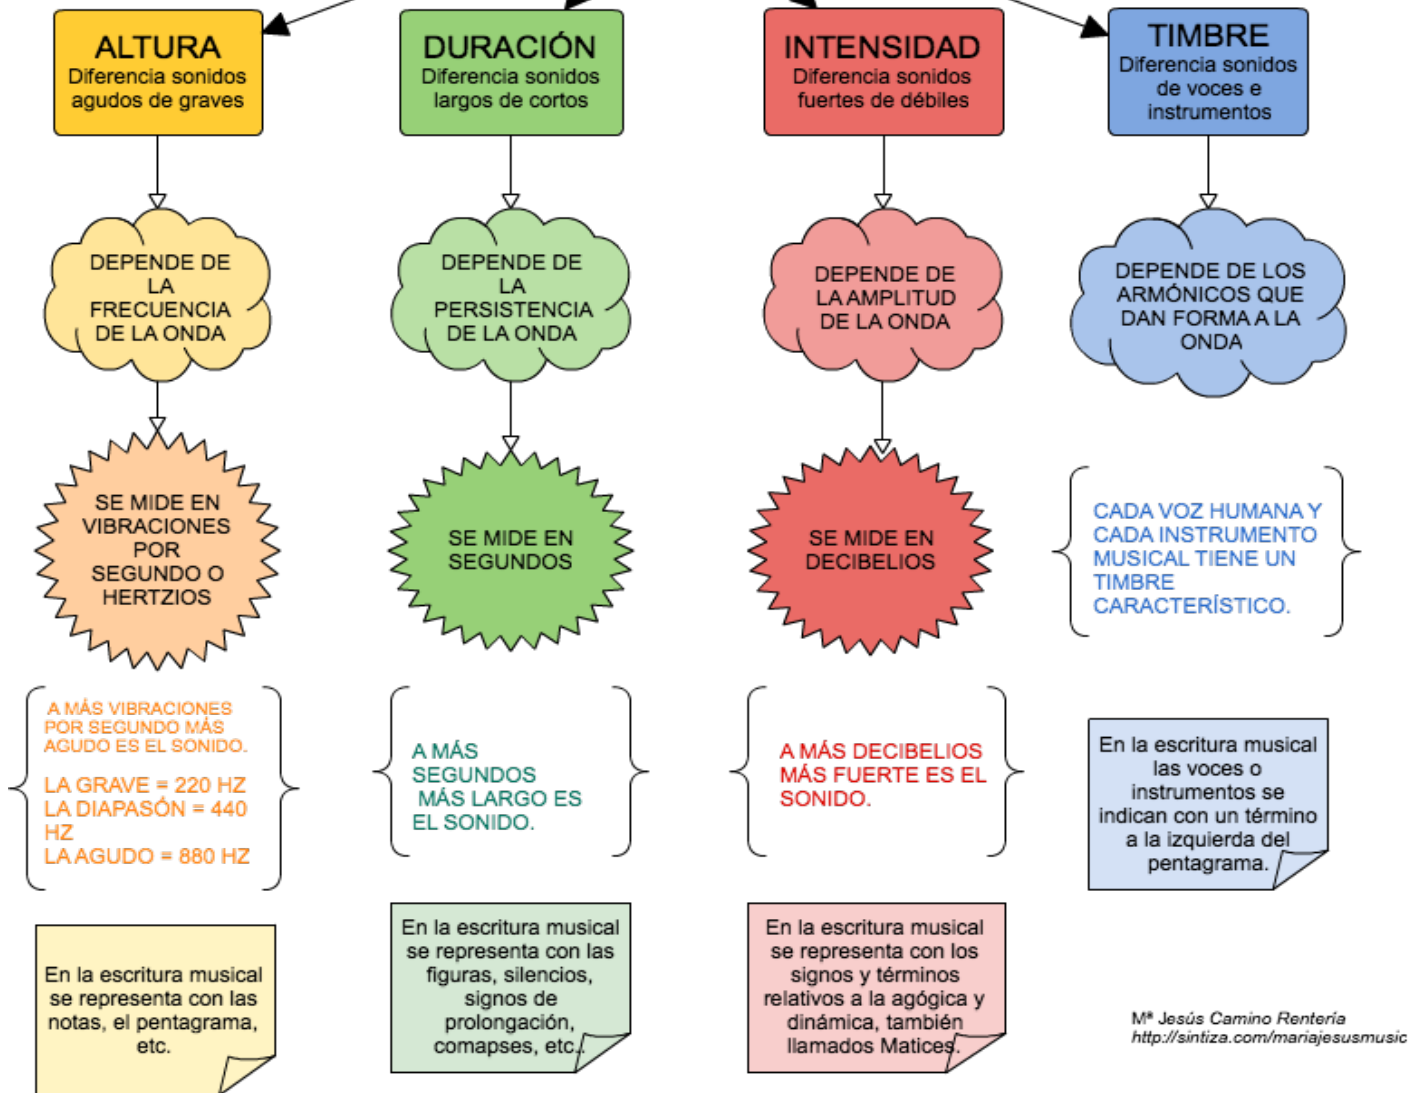 ALTURA
Diferencia sonidos
agudos de graves
DEPENDE DE
LA
FRECUENCIA
DE LA ONDA
SE MIDE EN
VIBRACIONES
POR
SEGUNDO O
HERTZIOS
A MÁS VIBRACIONES
POR SEGUNDO MÁS
AGUDO ES EL SONIDO.
LA GRAVE = 220 HZ
LA DIAPASÓN = 440
HZ
LA AGUDO = 880 HZ
En la escritura musical
se representa con las
notas, el pentagrama,
etc.
DURACIÓN
Diferencia sonidos
largos de cortos
DEPENDE DE
LA
PERSISTENCIA
DE LA ONDA
SE MIDE EN
SEGUNDOS
A MÁS
SEGUNDOS
MÁS LARGO ES
EL SONIDO.
En la escritura musical
se representa con las
figuras, silencios,
signos de
prolongación,
comapses, etc.
INTENSIDAD
Diferencia sonidos
fuertes de débiles
DEPENDE DE
LA AMPLITUD
DE LA ONDA
SE MIDE EN
DECIBELIOS
A MÁS DECIBELIOS
MÁS FUERTE ES EL
SONIDO.
En la escritura musical
se representa con los
signos y términos
relativos a la agógica y
dinámica, también
llamados Matices.
TIMBRE
Diferencia sonidos
de voces e
instrumentos
DEPENDE DE LOS
ARMÓNICOS QUE
DAN FORMA A LA
ONDA
CADA VOZ HUMANA Y
CADA INSTRUMENTO
MUSICAL TIENE UN
TIMBRE
CARACTERÍSTICO.
En la escritura musical
las voces o
instrumentos se
indican con un término
a la izquierda del
pentagrama.
Mª Jesús Camino Rentería
http://sintiza.com/mariajesusmusic